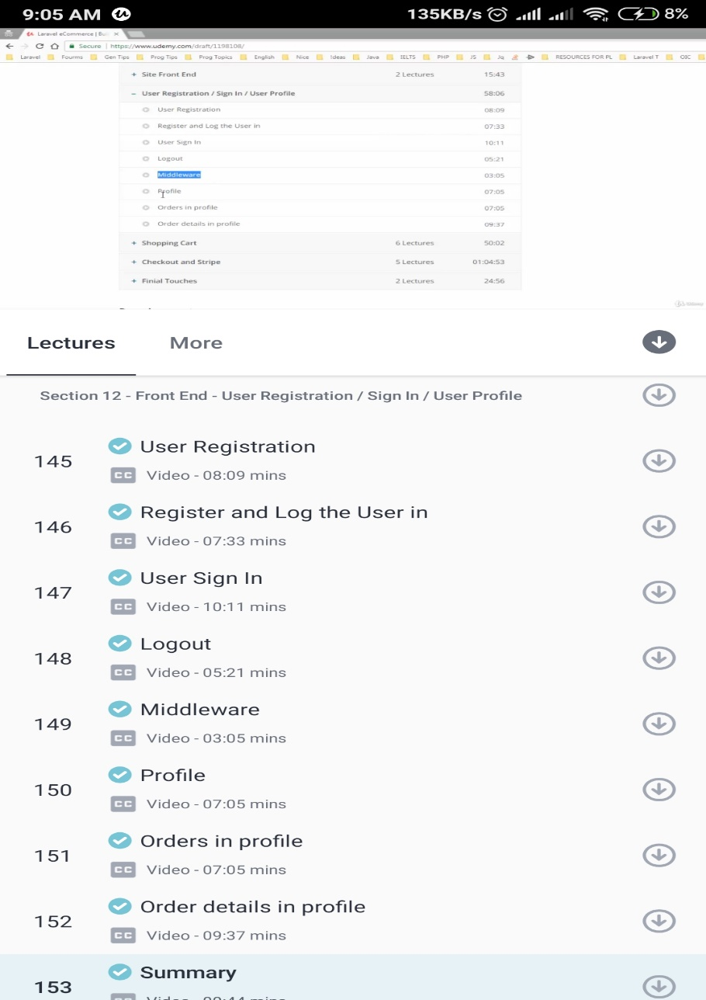 9:05 AM 135KB/s 8%
Laravel eCommerce | Bu
Secure https://www.udemy.com/draft/1198108/
Laravel Fourms Gen Tips Prog Tips Prog Topics English Nice Ideas Java IELTS PHP JS Jq RESOURCES FOR PL Laravel T OIC
+ Site Front End 2 Lectures 15:43
– User Registration / Sign In / User Profile 58:06
User Registration 08:09
Register and Log the User in 07:33
User Sign In 10:11
Logout 05:21
Middleware 03:05
Profile 07:05
Orders in profile 07:05
Order details in profile 09:37
+ Shopping Cart 6 Lectures 50:02
+ Checkout and Stripe 5 Lectures 01:04:53
+ Finial Touches 2 Lectures 24:56
Udemy
Lectures More
Section 12 - Front End - User Registration / Sign In / User Profile
145 User Registration
CC Video - 08:09 mins
146 Register and Log the User in
CC Video - 07:33 mins
147 User Sign In
CC Video - 10:11 mins
148 Logout
CC Video - 05:21 mins
149 Middleware
CC Video - 03:05 mins
150 Profile
CC Video - 07:05 mins
151 Orders in profile
CC Video - 07:05 mins
152 Order details in profile
CC Video - 09:37 mins
153 Summary